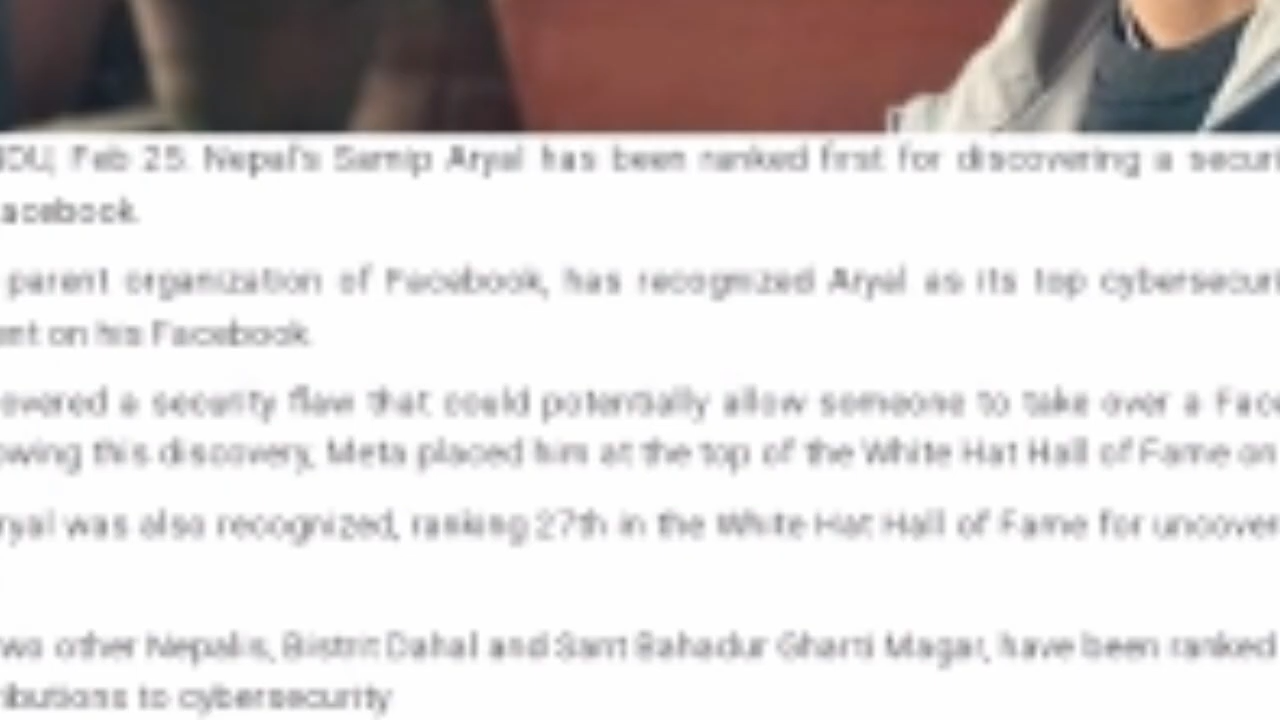 NDU, Feb 25: Nepal's Samip Aryal has been ranked first for discovering a securi
acebook.
parent organization of Facebook, has recognized Aryal as its top cybersecuri
ent on his Facebook.
overed a security flaw that could potentially allow someone to take over a Face
owing this discovery, Meta placed him at the top of the White Hat Hall of Fame on
ryal was also recognized, ranking 27th in the White Hat Hall of Fame for uncover
two other Nepalis, Bistrit Dahal and Sant Bahadur Gharti Magar, have been ranked
ributions to cybersecurity